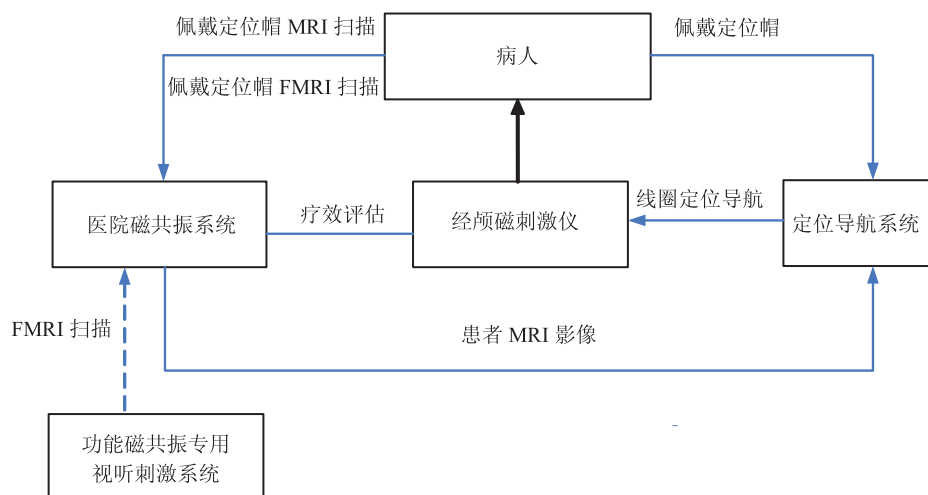 佩戴定位帽 MRI 扫描
病人
佩戴定位帽
佩戴定位帽 FMRI 扫描
医院磁共振系统
疗效评估
经颅磁刺激仪
线圈定位导航
定位导航系统
FMRI 扫描
患者 MRI 影像
功能磁共振专用
视听刺激系统